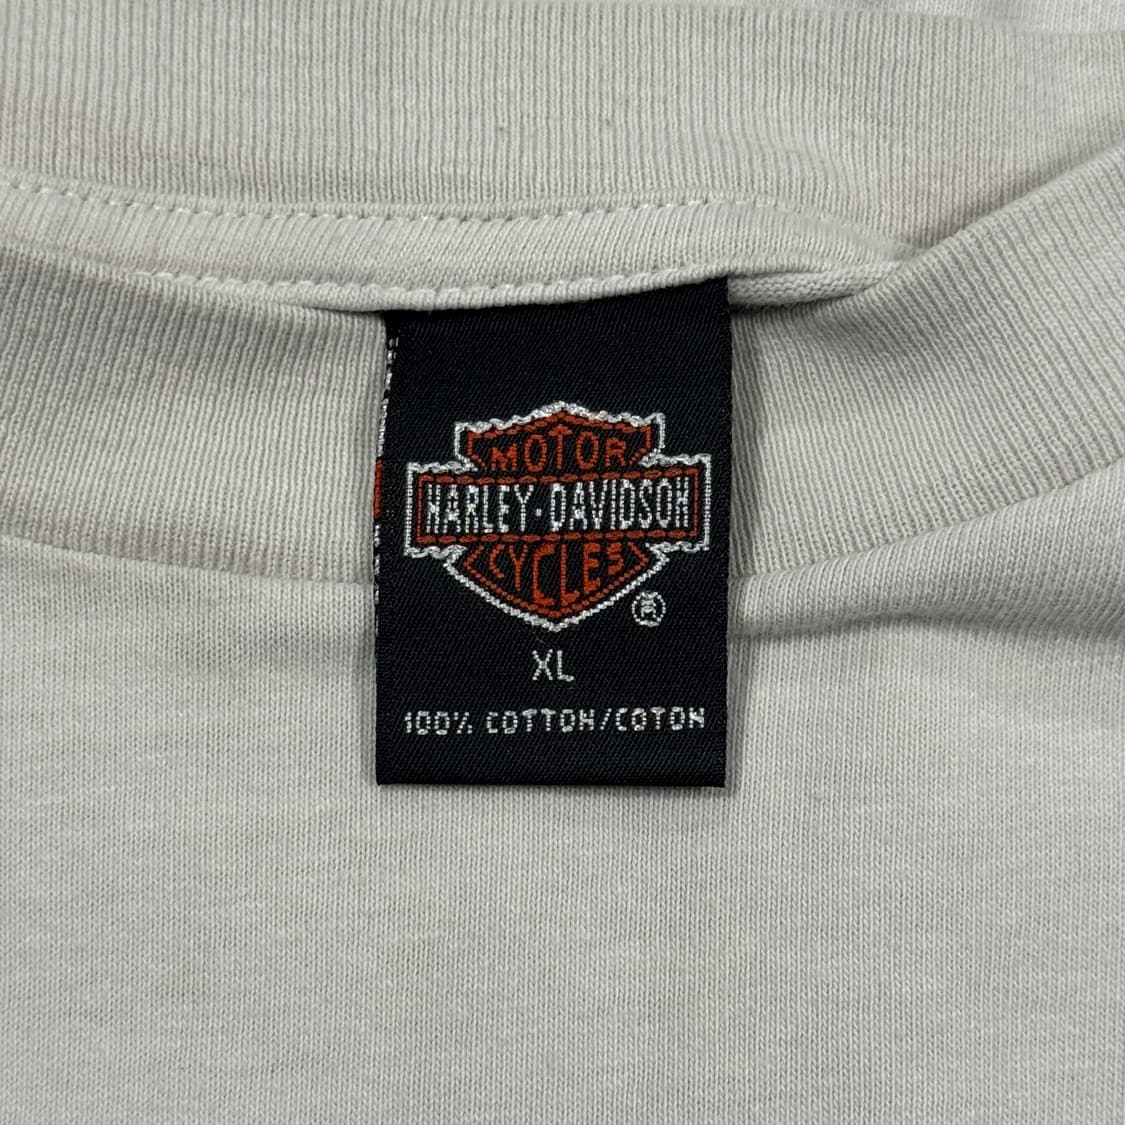 MOTOR
HARLEY-DAVIDSON
CYCLES
®
XL
100% COTTON/COTON